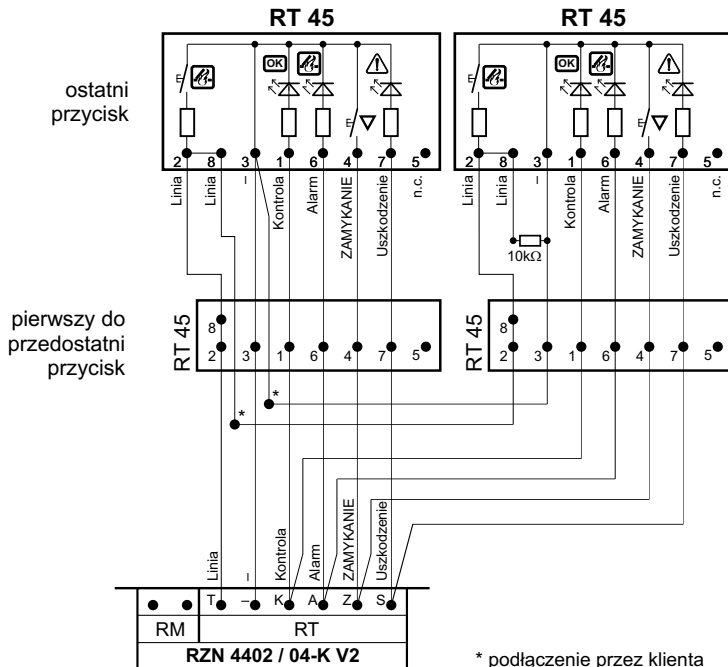 RT 45 RT 45
ostatni
przycisk
OK OK
E E E E
2 8 3 1 6 4 7 5 2 8 3 1 6 4 7 5
Linia Linia – Kontrola Alarm ZAMYKANIE Uszkodzenie n.c. Linia Linia – Kontrola Alarm ZAMYKANIE Uszkodzenie n.c.
10kΩ
pierwszy do
przedostatni
przycisk
RT 45 RT 45
8 8
2 3 1 6 4 7 5 2 3 1 6 4 7 5
* *
Linia – Kontrola Alarm ZAMYKANIE Uszkodzenie
T – K A Z S
RM RT
RZN 4402 / 04-K V2
* podłączenie przez klienta